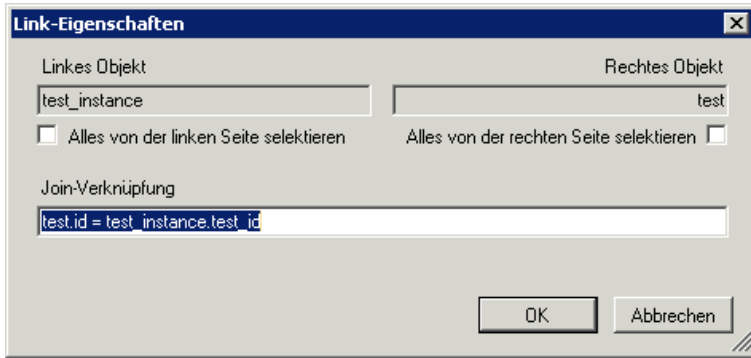 Link-Eigenschaften
Linkes Objekt Rechtes Objekt
test_instance test
Alles von der linken Seite selektieren Alles von der rechten Seite selektieren
Join-Verknüpfung
test.id = test_instance.test_id
OK Abbrechen